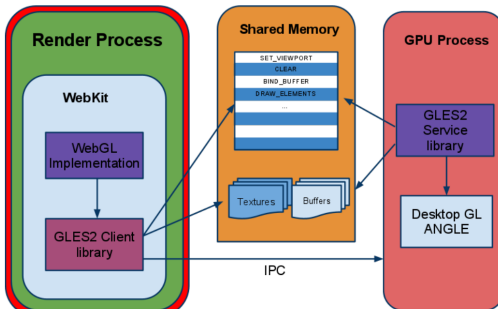 Render Process
WebKit
WebGL
Implementation
GLES2 Client
library
Shared Memory
SET_VIEWPORT
CLEAR
BIND_BUFFER
DRAW_ELEMENTS
...
Textures
Buffers
IPC
GPU Process
GLES2
Service
library
Desktop GL
ANGLE